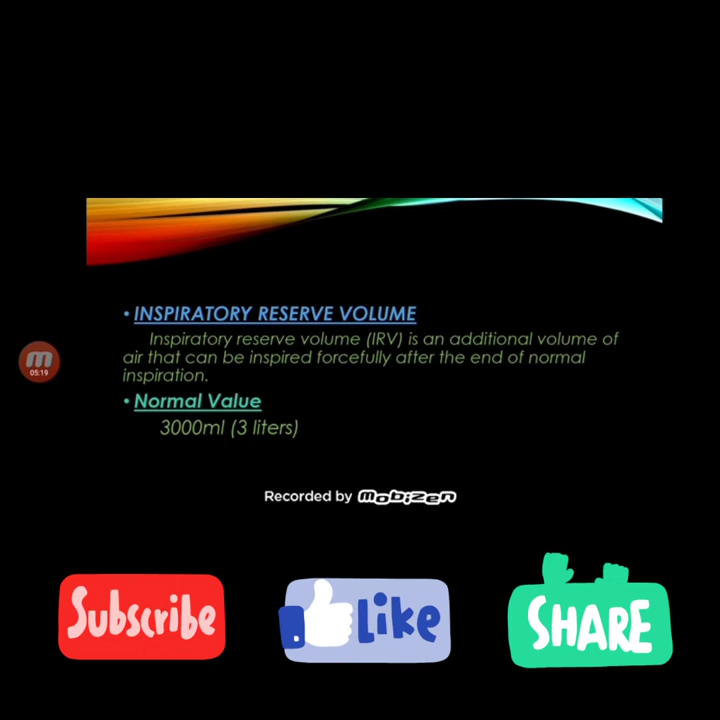 • INSPIRATORY RESERVE VOLUME
Inspiratory reserve volume (IRV) is an additional volume of
air that can be inspired forcefully after the end of normal
inspiration.
m
05:19
• Normal Value
3000ml (3 liters)
Recorded by mobizen
Subscribe
Like
SHARE